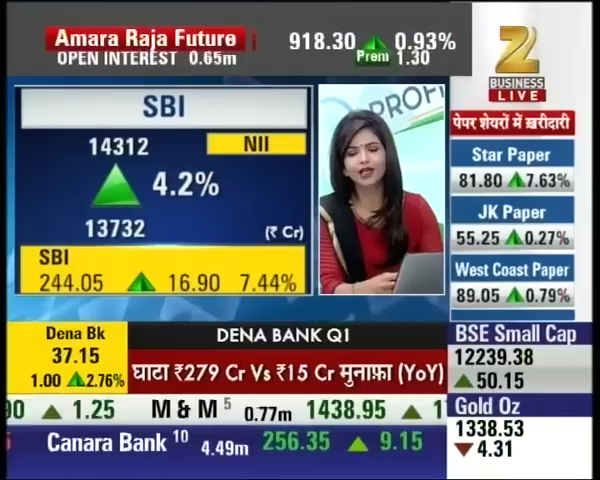 Amara Raja Future
918.30 0.93%
OPEN INTEREST 0.65m
Prem 1.30
Z
BUSINESS
LIVE
SBI
14312
NII
4.2%
13732
(₹ Cr)
SBI
244.05 16.90 7.44%
PROFI
पेपर शेयरों में ख़रीदारी
Star Paper
81.80 7.63%
JK Paper
55.25 0.27%
West Coast Paper
89.05 0.79%
Dena Bk
37.15
1.00 2.76%
DENA BANK Q1
घाटा ₹279 Cr Vs ₹15 Cr मुनाफ़ा (YoY)
BSE Small Cap
12239.38
50.15
Gold Oz
1338.53
4.31
90 1.25 M & M 5 0.77m 1438.95 1
Canara Bank 10 4.49m 256.35 9.15